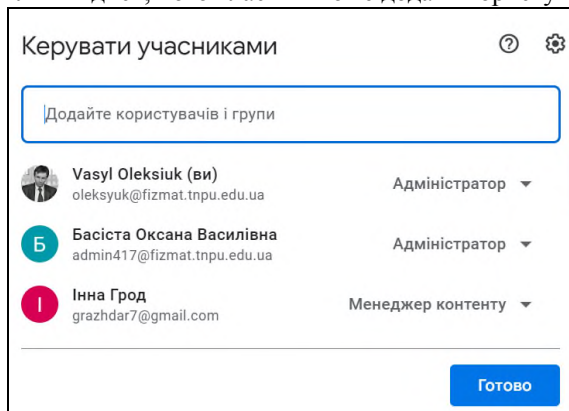 Керувати учасниками
Додайте користувачів і групи
Vasyl Oleksiuk (ви)
oleksyuk@fizmat.tnpu.edu.ua
Адміністратор
Б
Басіста Оксана Василівна
admin417@fizmat.tnpu.edu.ua
Адміністратор
І
Інна Грод
grazhdar7@gmail.com
Менеджер контенту
Готово